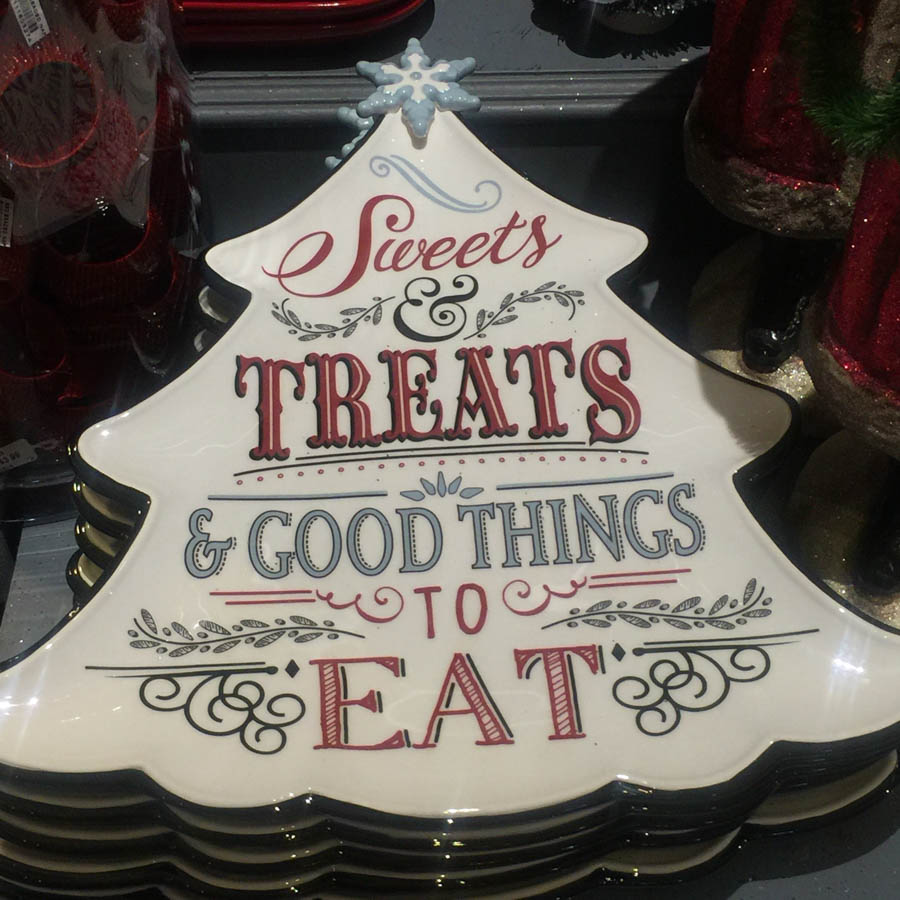 Sweets
&
TREATS
& GOOD THINGS
TO
EAT